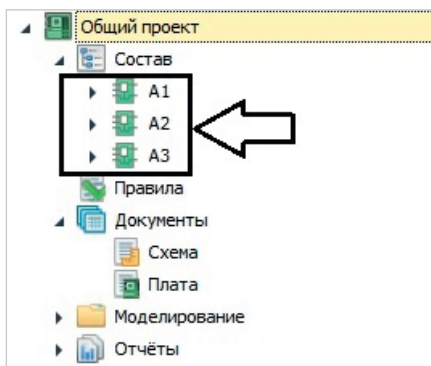 Общий проект
Состав
A1
A2
A3
Правила
Документы
Схема
Плата
Моделирование
Отчёты